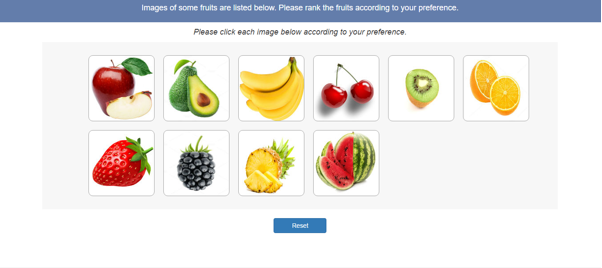 Images of some fruits are listed below. Please rank the fruits according to your preference.
Please click each image below according to your preference.
Reset